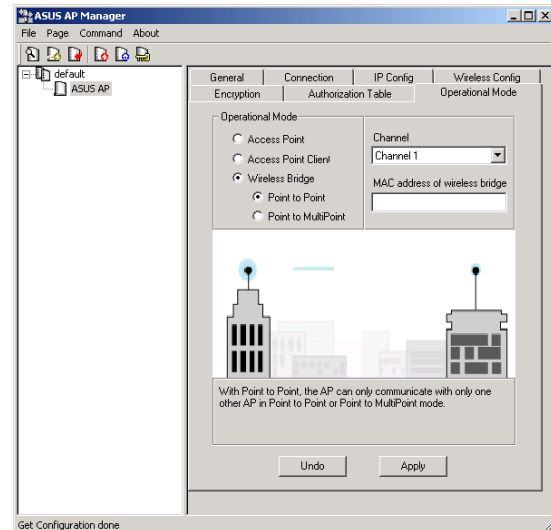 ASUS AP Manager
File Page Command About
default
ASUS AP
General Connection IP Config Wireless Config
Encryption Authorization Table Operational Mode
Operational Mode
Access Point
Access Point Client
Wireless Bridge
Point to Point
Point to MultiPoint
Channel
Channel 1
MAC address of wireless bridge
With Point to Point, the AP can only communicate with only one
other AP in Point to Point or Point to MultiPoint mode.
Undo Apply
Get Configuration done